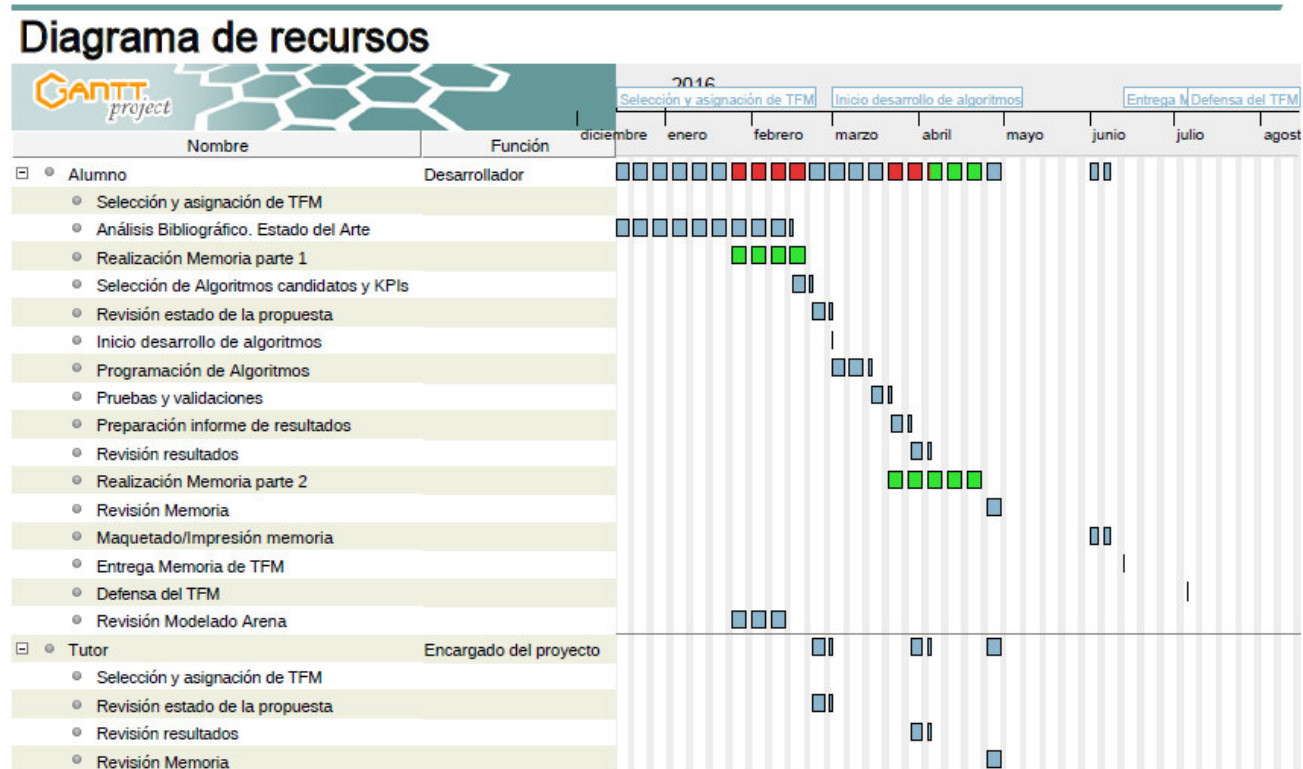 Diagrama de recursos
GANTT
project
2016
Selección y asignación de TFM Inicio desarrollo de algoritmos Entrega M Defensa del TFM
diciembre enero febrero marzo abril mayo junio julio agost
Nombre Función
Alumno Desarrollador
Selección y asignación de TFM
Análisis Bibliográfico. Estado del Arte
Realización Memoria parte 1
Selección de Algoritmos candidatos y KPIs
Revisión estado de la propuesta
Inicio desarrollo de algoritmos
Programación de Algoritmos
Pruebas y validaciones
Preparación informe de resultados
Revisión resultados
Realización Memoria parte 2
Revisión Memoria
Maquetado/Impresión memoria
Entrega Memoria de TFM
Defensa del TFM
Revisión Modelado Arena
Tutor Encargado del proyecto
Selección y asignación de TFM
Revisión estado de la propuesta
Revisión resultados
Revisión Memoria